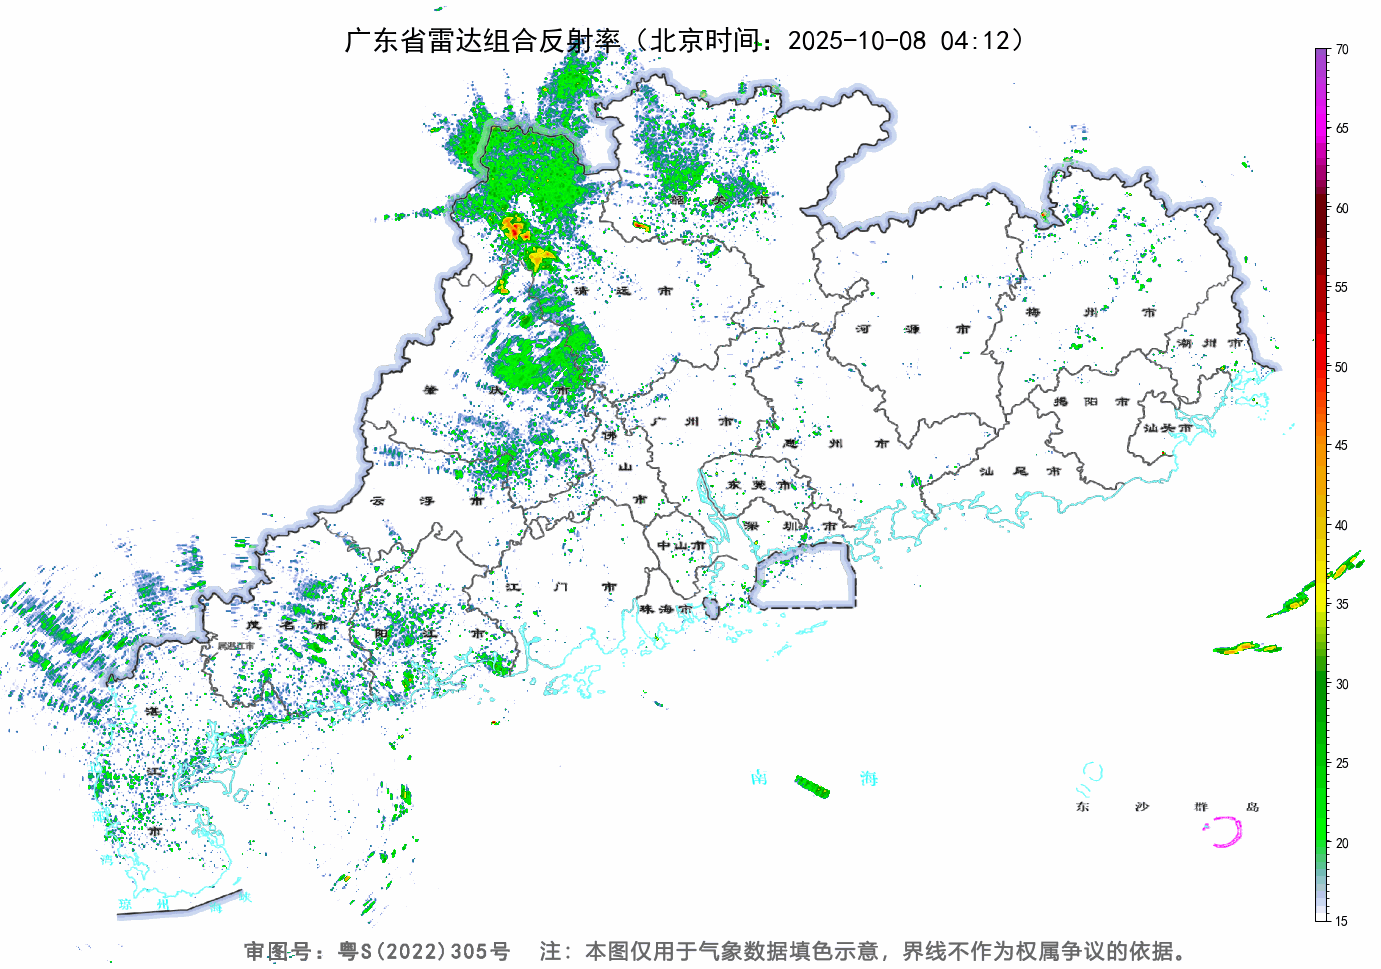 广东省雷达组合反射率（北京时间：2025-10-08 04:12）
70
65
60
55
50
45
40
35
30
25
20
15
韶关市
清远市
河源市
梅州市
潮州市
肇庆市
广州市
惠州市
揭阳市
汕头市
佛山市
东莞市
汕尾市
云浮市
深圳市
中山市
江门市
珠海市
茂名市
阳江市
属湛江市
湛江市
南海
东沙群岛
琼州海峡
审图号：粤S(2022)305号 注：本图仅用于气象数据填色示意，界线不作为权属争议的依据。